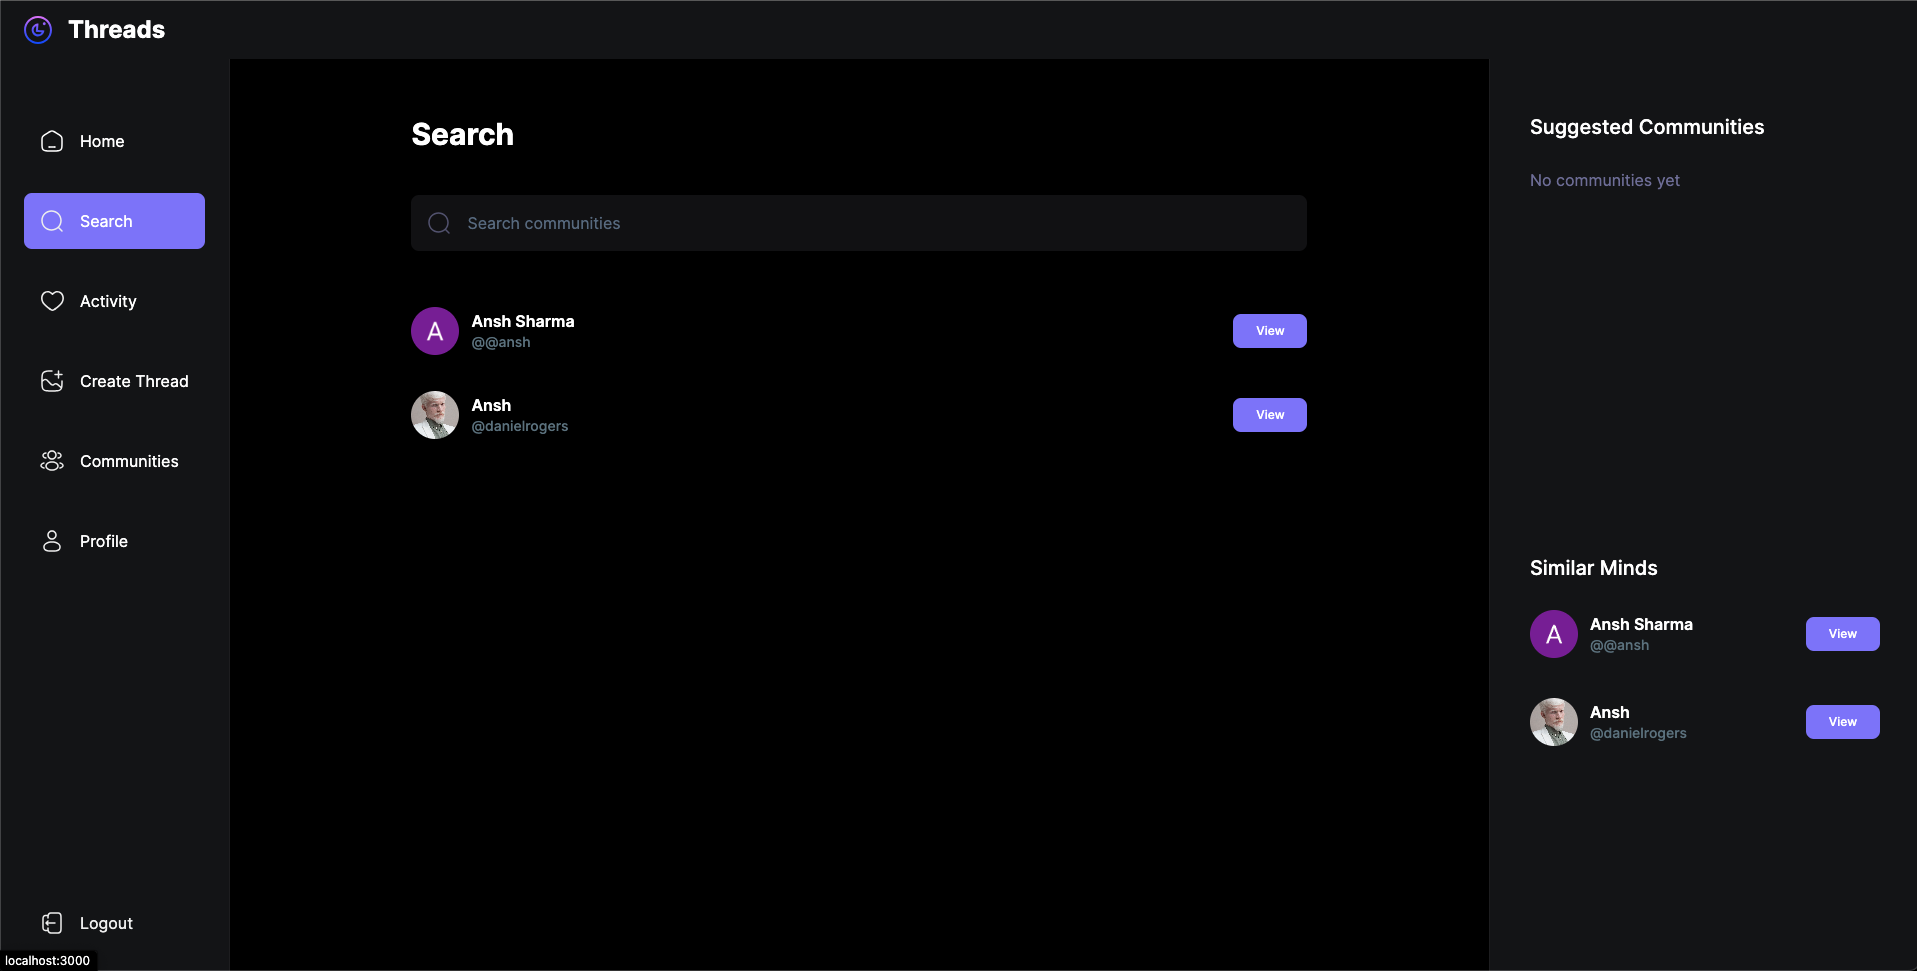 Threads
Home
Search
Activity
Create Thread
Communities
Profile
Logout
localhost:3000
Search
Search communities
A
Ansh Sharma
@@ansh
View
Ansh
@danielrogers
View
Suggested Communities
No communities yet
Similar Minds
A
Ansh Sharma
@@ansh
View
Ansh
@danielrogers
View